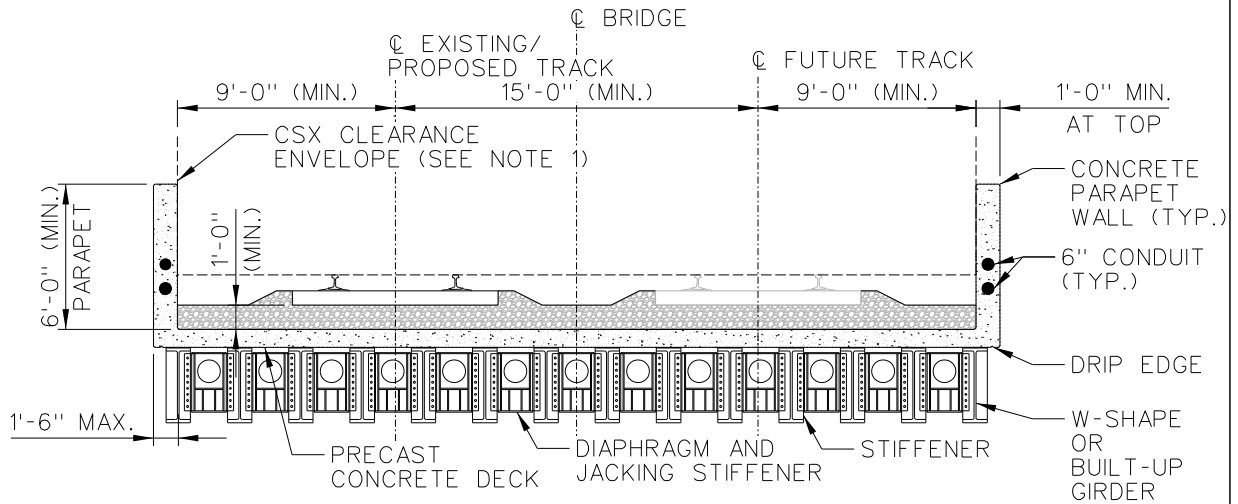 ℄ BRIDGE
℄ EXISTING/
PROPOSED TRACK
℄ FUTURE TRACK
9'-0" (MIN.)
15'-0" (MIN.)
9'-0" (MIN.)
1'-0" MIN.
AT TOP
CSX CLEARANCE
ENVELOPE (SEE NOTE 1)
CONCRETE
PARAPET
WALL (TYP.)
6'-0" (MIN.)
PARAPET
1'-0"
(MIN.)
6" CONDUIT
(TYP.)
DRIP EDGE
1'-6" MAX.
PRECAST
CONCRETE DECK
DIAPHRAGM AND
JACKING STIFFENER
STIFFENER
W-SHAPE
OR
BUILT-UP
GIRDER